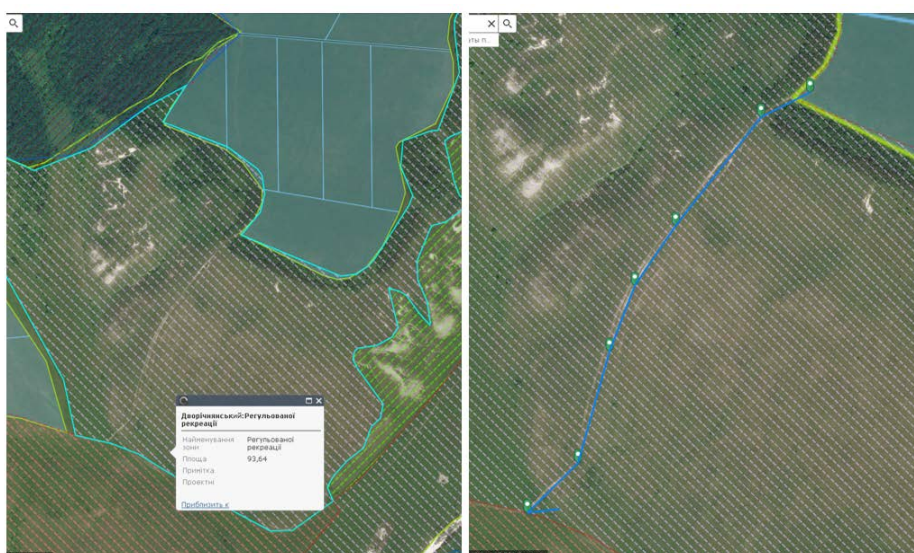 Дворічнянський:Регульованої
рекреації
Найменування зони Регульованої рекреації
Площа 93,64
Примітка
Проектні
Приблизить к